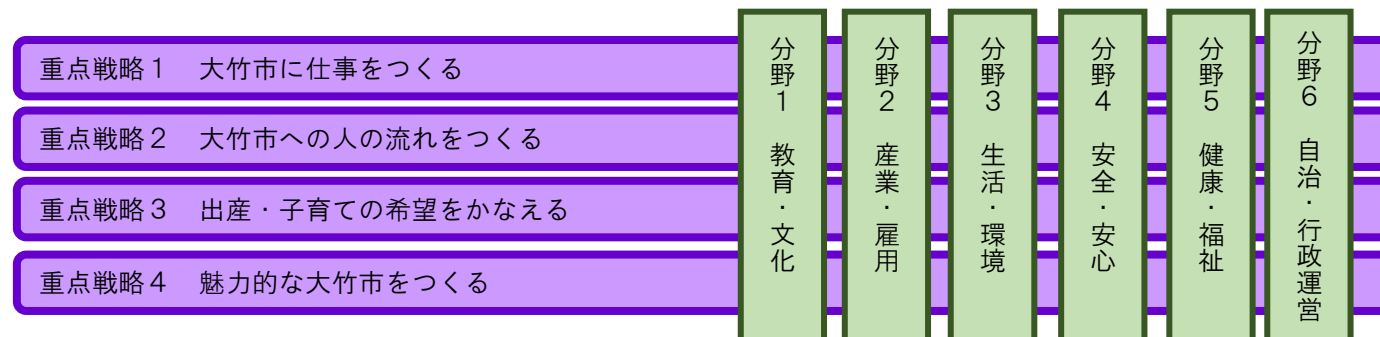 重点戦略１　大竹市に仕事をつくる
重点戦略２　大竹市への人の流れをつくる
重点戦略３　出産・子育ての希望をかなえる
重点戦略４　魅力的な大竹市をつくる
分野１　教育・文化
分野２　産業・雇用
分野３　生活・環境
分野４　安全・安心
分野５　健康・福祉
分野６　自治・行政運営